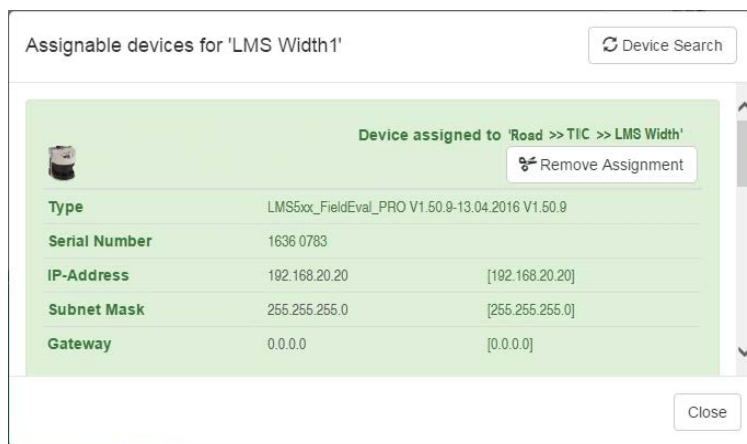 Assignable devices for 'LMS Width1'
Device Search
Device assigned to 'Road >> TIC >> LMS Width'
Remove Assignment
Type LMS5xx_FieldEval_PRO V1.50.9-13.04.2016 V1.50.9
Serial Number 1636 0783
IP-Address 192.168.20.20 [192.168.20.20]
Subnet Mask 255.255.255.0 [255.255.255.0]
Gateway 0.0.0.0 [0.0.0.0]
Close